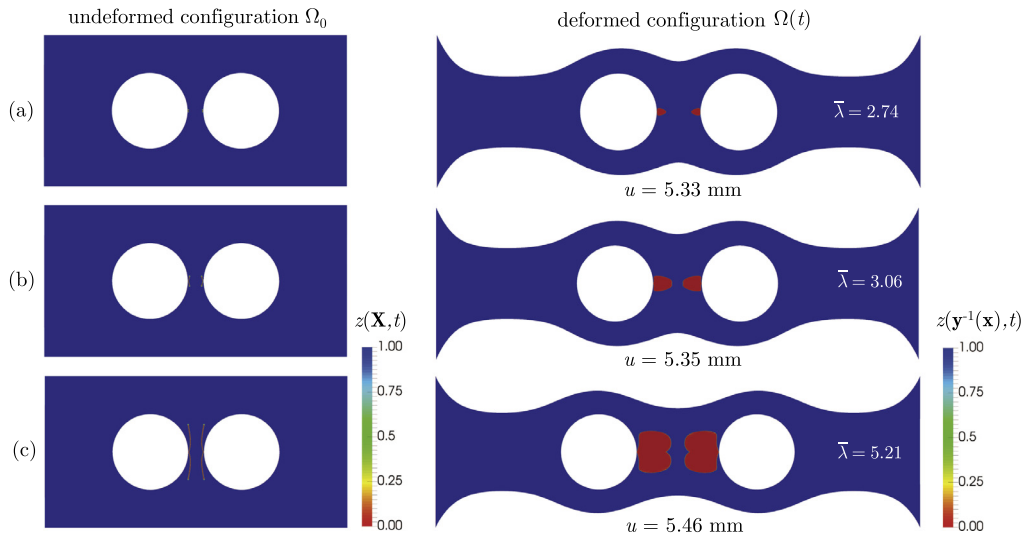 undeformed configuration Ω₀
deformed configuration Ω(t)
(a)
λ̅ = 2.74
u = 5.33 mm
(b)
λ̅ = 3.06
u = 5.35 mm
z(X,t)
1.00
0.75
0.5
0.25
0.00
z(y⁻¹(x),t)
1.00
0.75
0.5
0.25
0.00
(c)
λ̅ = 5.21
u = 5.46 mm